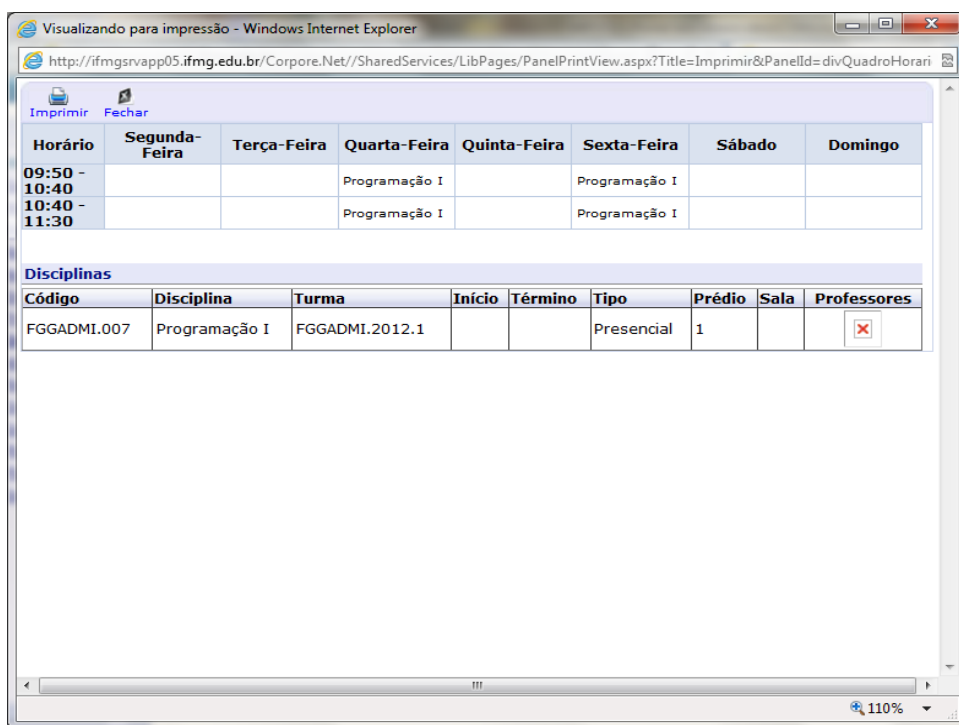 Visualizando para impressão - Windows Internet Explorer
http://ifmgsrvapp05.ifmg.edu.br/Corpore.Net//SharedServices/LibPages/PanelPrintView.aspx?Title=Imprimir&PanelId=divQuadroHorari
Imprimir Fechar
Horário Segunda-Feira Terça-Feira Quarta-Feira Quinta-Feira Sexta-Feira Sábado Domingo
09:50 - 10:40 Programação I Programação I
10:40 - 11:30 Programação I Programação I
Disciplinas
Código Disciplina Turma Início Término Tipo Prédio Sala Professores
FGGADMI.007 Programação I FGGADMI.2012.1 Presencial 1
110%